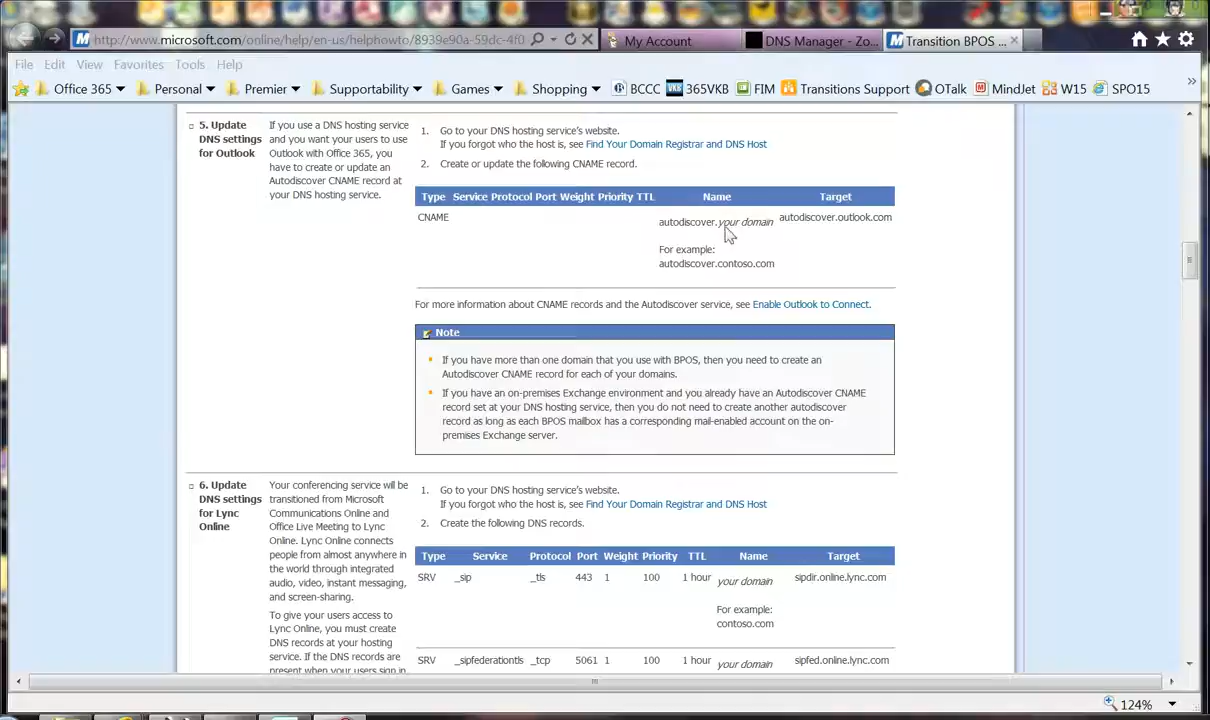 http://www.microsoft.com/online/help/en-us/helphowto/8939e90a-59dc-4f0
My Account
DNS Manager - Zo...
Transition BPOS ...
File Edit View Favorites Tools Help
Office 365 Personal Premier Supportability Games Shopping BCCC 365VKB FIM Transitions Support OTalk MindJet W15 SPO15
5. Update
DNS settings
for Outlook
If you use a DNS hosting service
and you want your users to use
Outlook with Office 365, you
have to create or update an
Autodiscover CNAME record at
your DNS hosting service.
1. Go to your DNS hosting service's website.
If you forgot who the host is, see Find Your Domain Registrar and DNS Host
2. Create or update the following CNAME record.
Type Service Protocol Port Weight Priority TTL Name Target
CNAME autodiscover.your domain autodiscover.outlook.com
For example:
autodiscover.contoso.com
For more information about CNAME records and the Autodiscover service, see Enable Outlook to Connect.
Note
If you have more than one domain that you use with BPOS, then you need to create an
Autodiscover CNAME record for each of your domains.
If you have an on-premises Exchange environment and you already have an Autodiscover CNAME
record set at your DNS hosting service, then you do not need to create another autodiscover
record as long as each BPOS mailbox has a corresponding mail-enabled account on the on-
premises Exchange server.
6. Update
DNS settings
for Lync
Online
Your conferencing service will be
transitioned from Microsoft
Communications Online and
Office Live Meeting to Lync
Online. Lync Online connects
people from almost anywhere in
the world through integrated
audio, video, instant messaging,
and screen-sharing.
To give your users access to
Lync Online, you must create
DNS records at your hosting
service. If the DNS records are
present when your users sign in
1. Go to your DNS hosting service's website.
If you forgot who the host is, see Find Your Domain Registrar and DNS Host
2. Create the following DNS records.
Type Service Protocol Port Weight Priority TTL Name Target
SRV _sip _tls 443 1 100 1 hour your domain sipdir.online.lync.com
For example:
contoso.com
SRV _sipfederationtls _tcp 5061 1 100 1 hour your domain sipfed.online.lync.com
124%